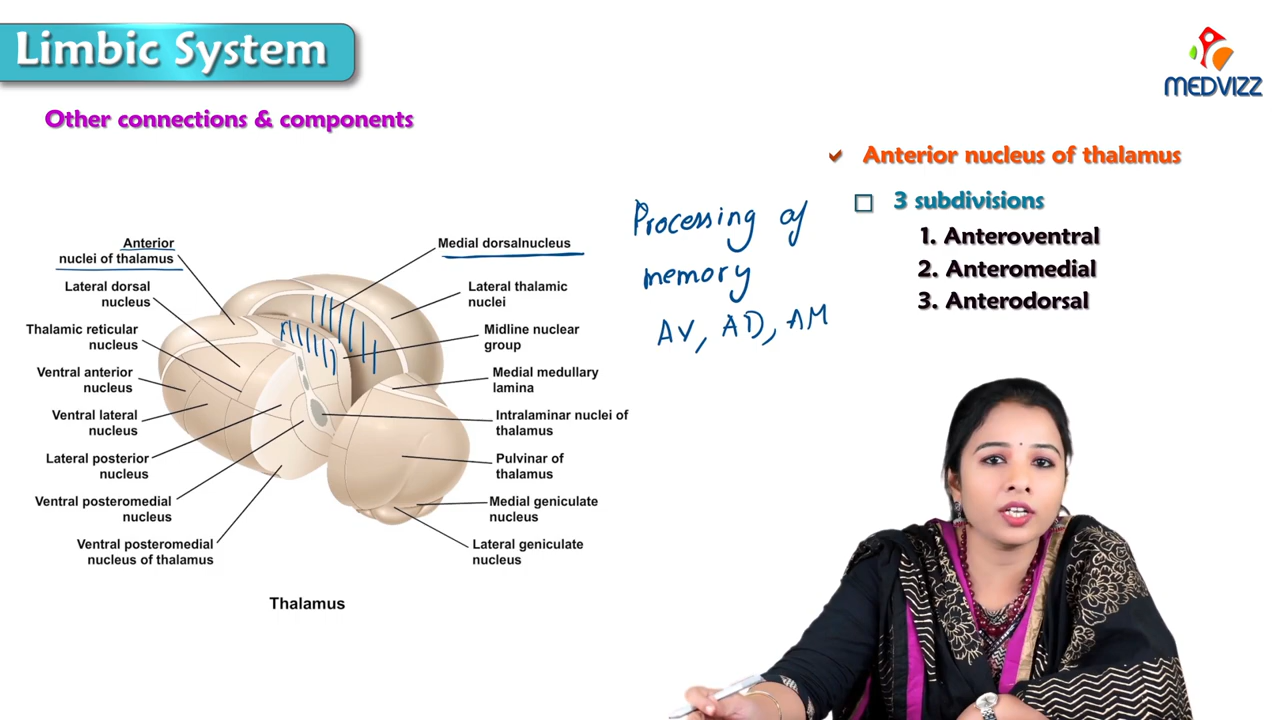 Limbic System
MEDVIZZ
Other connections & components
Anterior nucleus of thalamus
3 subdivisions
1. Anteroventral
2. Anteromedial
3. Anterodorsal
Processing of
memory
AV, AD, AM
Anterior
nuclei of thalamus
Lateral dorsal
nucleus
Thalamic reticular
nucleus
Ventral anterior
nucleus
Ventral lateral
nucleus
Lateral posterior
nucleus
Ventral posteromedial
nucleus
Ventral posteromedial
nucleus of thalamus
Medial dorsalnucleus
Lateral thalamic
nuclei
Midline nuclear
group
Medial medullary
lamina
Intralaminar nuclei of
thalamus
Pulvinar of
thalamus
Medial geniculate
nucleus
Lateral geniculate
nucleus
Thalamus